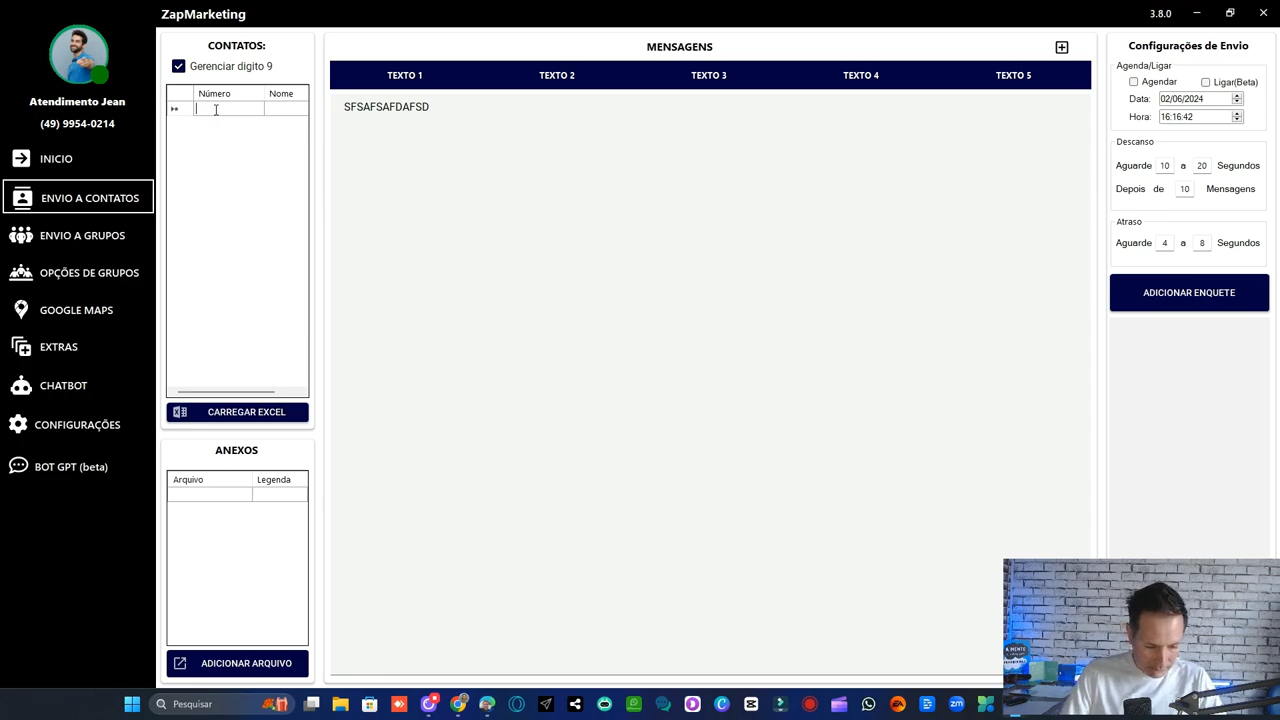 ZapMarketing
3.8.0
Atendimento Jean
(49) 9954-0214
INICIO
ENVIO A CONTATOS
ENVIO A GRUPOS
OPÇÕES DE GRUPOS
GOOGLE MAPS
EXTRAS
CHATBOT
CONFIGURAÇÕES
BOT GPT (beta)
CONTATOS:
Gerenciar digito 9
Número Nome
CARREGAR EXCEL
ANEXOS
Arquivo Legenda
ADICIONAR ARQUIVO
MENSAGENS
TEXTO 1 TEXTO 2 TEXTO 3 TEXTO 4 TEXTO 5
SFSAFSAFDAFSD
Configurações de Envio
Agenda/Ligar
Agendar Ligar(Beta)
Data: 02/06/2024
Hora: 16:16:42
Descanso
Aguarde 10 a 20 Segundos
Depois de 10 Mensagens
Atraso
Aguarde 4 a 8 Segundos
ADICIONAR ENQUETE
A MENTE
Pesquisar
zm